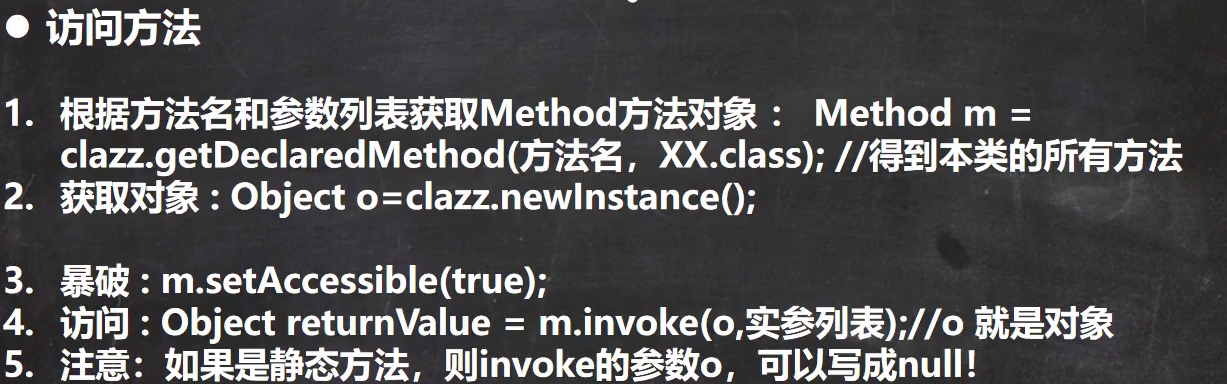 ● 访问方法
1. 根据方法名和参数列表获取Method方法对象： Method m =
clazz.getDeclaredMethod(方法名，XX.class); //得到本类的所有方法
2. 获取对象 : Object o=clazz.newInstance();
3. 暴破 : m.setAccessible(true);
4. 访问 : Object returnValue = m.invoke(o,实参列表);//o 就是对象
5. 注意：如果是静态方法，则invoke的参数o，可以写成null!